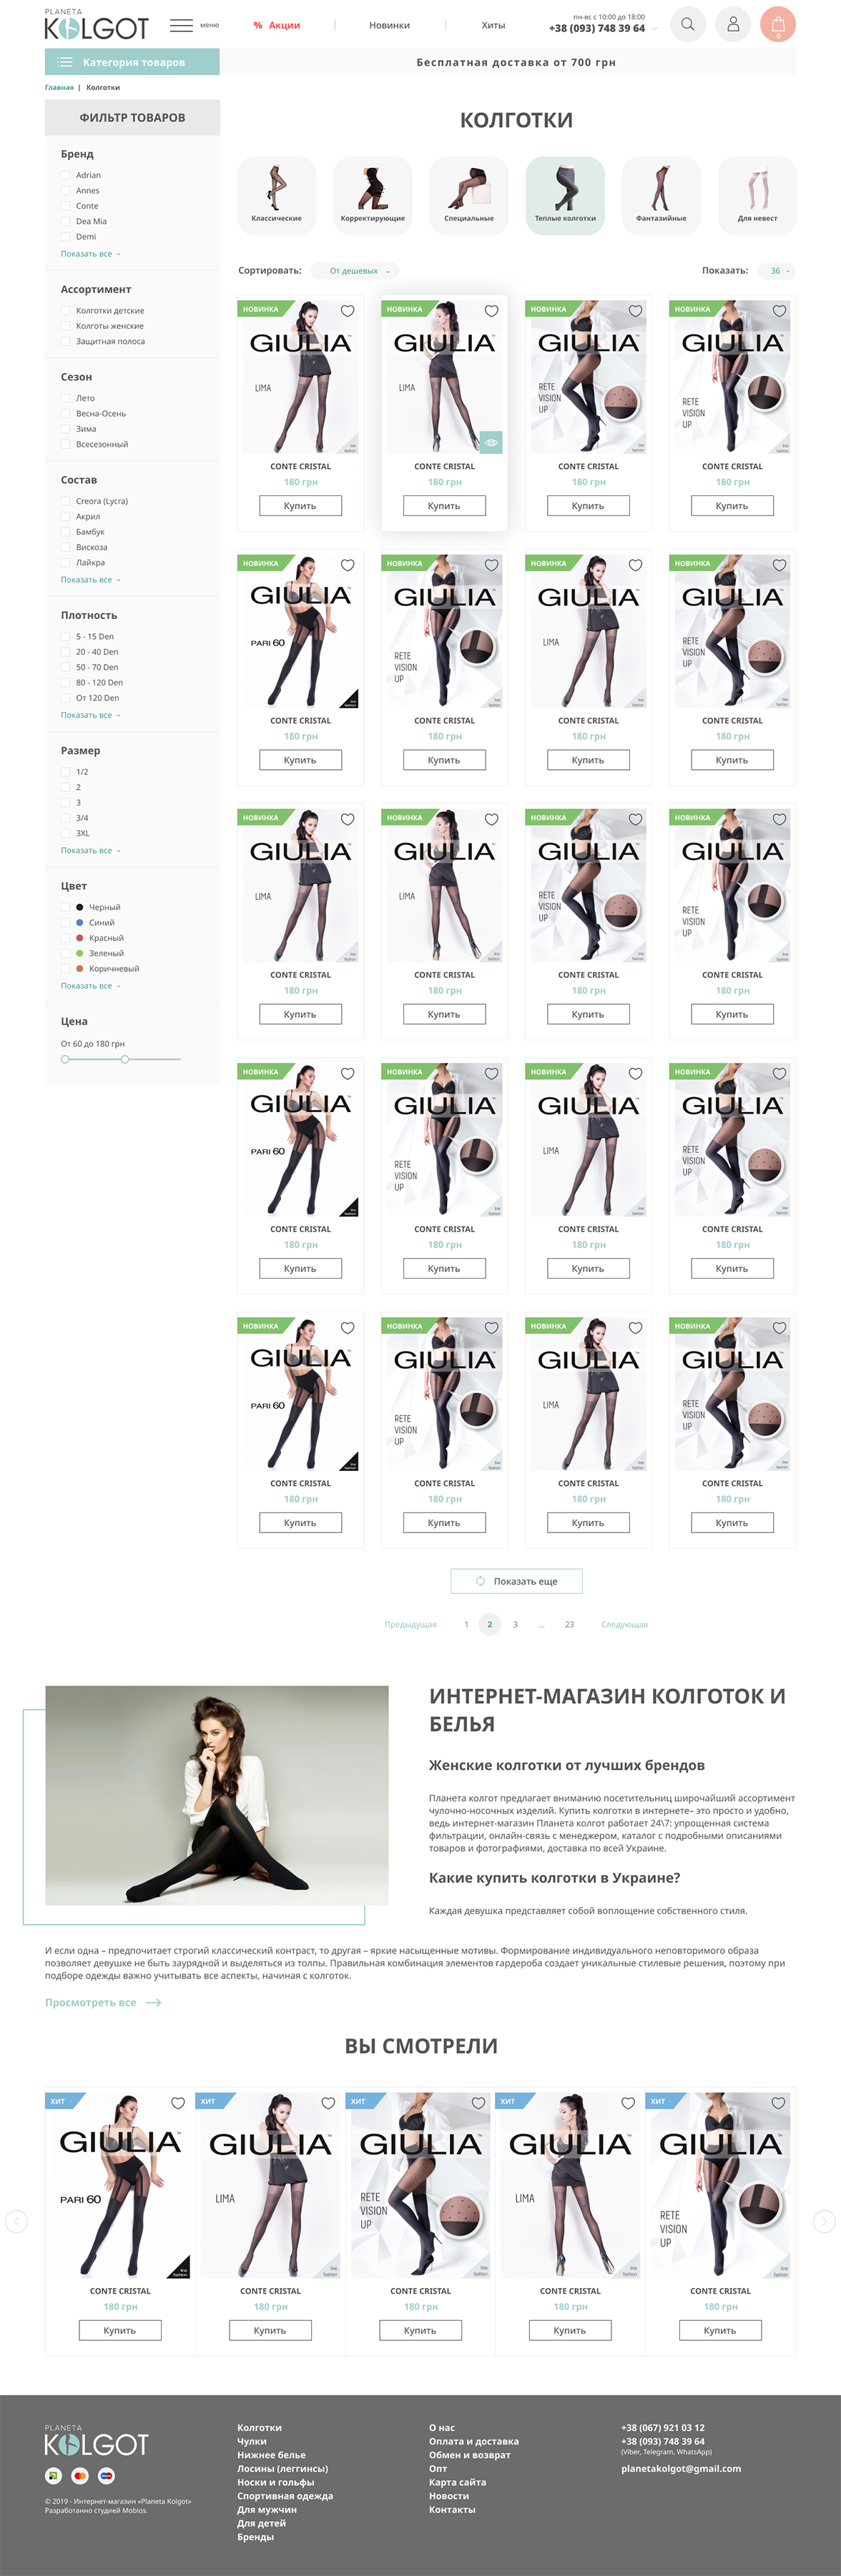 PLANETA
KOLGOT
меню
% Акции
Новинки
Хиты
пн-вс с 10:00 до 18:00
+38 (093) 748 39 64
0
Категория товаров
Бесплатная доставка от 700 грн
Главная | Колготки
ФИЛЬТР ТОВАРОВ
Бренд
Adrian
Annes
Conte
Dea Mia
Demi
Показать все
Ассортимент
Колготки детские
Колготы женские
Защитная полоса
Сезон
Лето
Весна-Осень
Зима
Всесезонный
Состав
Creora (Lycra)
Акрил
Бамбук
Вискоза
Лайкра
Показать все
Плотность
5 - 15 Den
20 - 40 Den
50 - 70 Den
80 - 120 Den
От 120 Den
Показать все
Размер
1/2
2
3
3/4
3XL
Показать все
Цвет
Черный
Синий
Красный
Зеленый
Коричневый
Показать все
Цена
От 60 до 180 грн
КОЛГОТКИ
Классические
Корректирующие
Специальные
Теплые колготки
Фантазийные
Для невест
Сортировать: От дешевых
Показать: 36
НОВИНКА НОВИНКА НОВИНКА НОВИНКА
GIULIA GIULIA GIULIA GIULIA
LIMA LIMA RETE VISION UP RETE VISION UP
CONTE CRISTAL CONTE CRISTAL CONTE CRISTAL CONTE CRISTAL
180 грн 180 грн 180 грн 180 грн
Купить Купить Купить Купить
НОВИНКА НОВИНКА НОВИНКА НОВИНКА
GIULIA GIULIA GIULIA GIULIA
PARI 60 RETE VISION UP LIMA RETE VISION UP
CONTE CRISTAL CONTE CRISTAL CONTE CRISTAL CONTE CRISTAL
180 грн 180 грн 180 грн 180 грн
Купить Купить Купить Купить
НОВИНКА НОВИНКА НОВИНКА НОВИНКА
GIULIA GIULIA GIULIA GIULIA
LIMA LIMA RETE VISION UP RETE VISION UP
CONTE CRISTAL CONTE CRISTAL CONTE CRISTAL CONTE CRISTAL
180 грн 180 грн 180 грн 180 грн
Купить Купить Купить Купить
НОВИНКА НОВИНКА НОВИНКА НОВИНКА
GIULIA GIULIA GIULIA GIULIA
PARI 60 RETE VISION UP LIMA RETE VISION UP
CONTE CRISTAL CONTE CRISTAL CONTE CRISTAL CONTE CRISTAL
180 грн 180 грн 180 грн 180 грн
Купить Купить Купить Купить
НОВИНКА НОВИНКА НОВИНКА НОВИНКА
GIULIA GIULIA GIULIA GIULIA
PARI 60 RETE VISION UP LIMA RETE VISION UP
CONTE CRISTAL CONTE CRISTAL CONTE CRISTAL CONTE CRISTAL
180 грн 180 грн 180 грн 180 грн
Купить Купить Купить Купить
Показать еще
Предыдущая 1 2 3 ... 23 Следующая
ИНТЕРНЕТ-МАГАЗИН КОЛГОТОК И
БЕЛЬЯ
Женские колготки от лучших брендов
Планета колгот предлагает вниманию посетительниц широчайший ассортимент
чулочно-носочных изделий. Купить колготки в интернете– это просто и удобно,
ведь интернет-магазин Планета колгот работает 24\7: упрощенная система
фильтрации, онлайн-связь с менеджером, каталог с подробными описаниями
товаров и фотографиями, доставка по всей Украине.
Какие купить колготки в Украине?
Каждая девушка представляет собой воплощение собственного стиля.
И если одна – предпочитает строгий классический контраст, то другая – яркие насыщенные мотивы. Формирование индивидуального неповторимого образа
позволяет девушке не быть заурядной и выделяться из толпы. Правильная комбинация элементов гардероба создает уникальные стилевые решения, поэтому при
подборе одежды важно учитывать все аспекты, начиная с колготок.
Просмотреть все
ВЫ СМОТРЕЛИ
ХИТ ХИТ ХИТ ХИТ ХИТ
GIULIA GIULIA GIULIA GIULIA GIULIA
PARI 60 LIMA RETE VISION UP LIMA RETE VISION UP
CONTE CRISTAL CONTE CRISTAL CONTE CRISTAL CONTE CRISTAL CONTE CRISTAL
180 грн 180 грн 180 грн 180 грн 180 грн
Купить Купить Купить Купить Купить
PLANETA
KOLGOT
© 2019 - Интернет-магазин «Planeta Kolgot»
Разработанно студией Mobios.
Колготки
Чулки
Нижнее белье
Лосины (леггинсы)
Носки и гольфы
Спортивная одежда
Для мужчин
Для детей
Бренды
О нас
Оплата и доставка
Обмен и возврат
Опт
Карта сайта
Новости
Контакты
+38 (067) 921 03 12
+38 (093) 748 39 64
(Viber, Telegram, WhatsApp)
planetakolgot@gmail.com